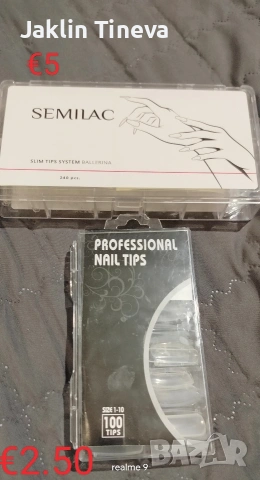 Jaklin Tineva
€5
SEMILAC
SLIM TIPS SYSTEM BALLERINA
PROFESSIONAL
NAIL TIPS
SIZE 1-10
100
TIPS
€2.50
BAZAR
realme 9